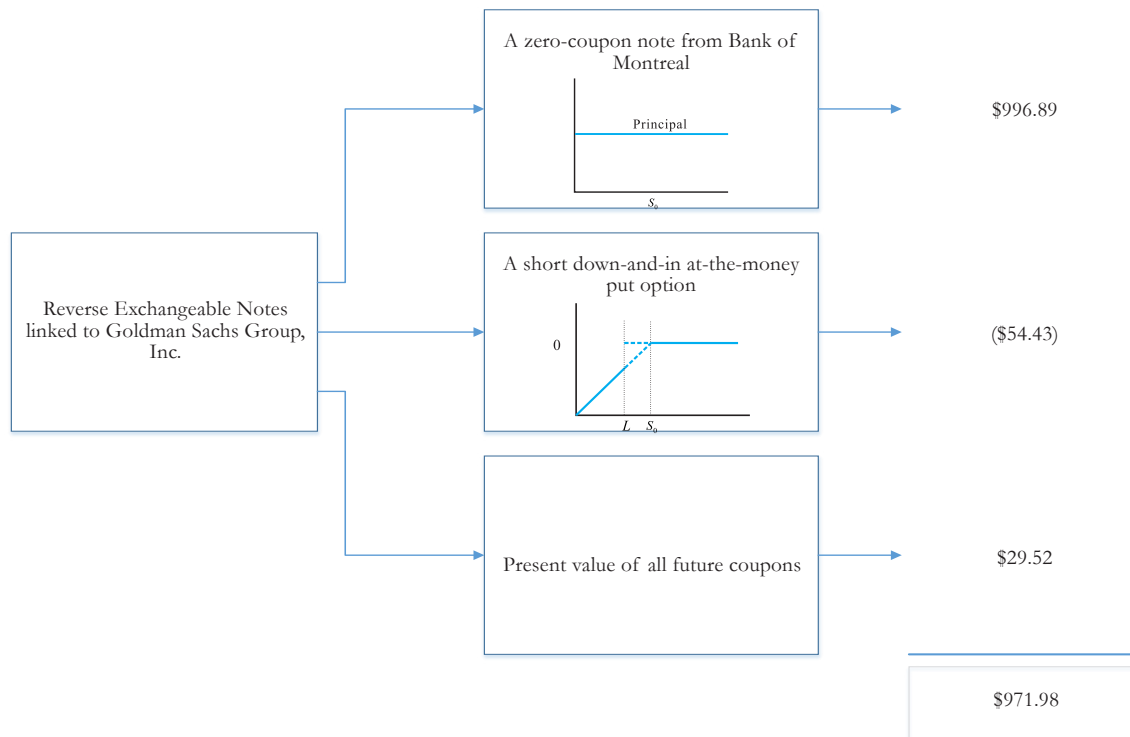 A zero-coupon note from Bank of
Montreal
Principal
S₀
$996.89
Reverse Exchangeable Notes
linked to Goldman Sachs Group,
Inc.
A short down-and-in at-the-money
put option
0
L S₀
($54.43)
Present value of all future coupons
$29.52
$971.98